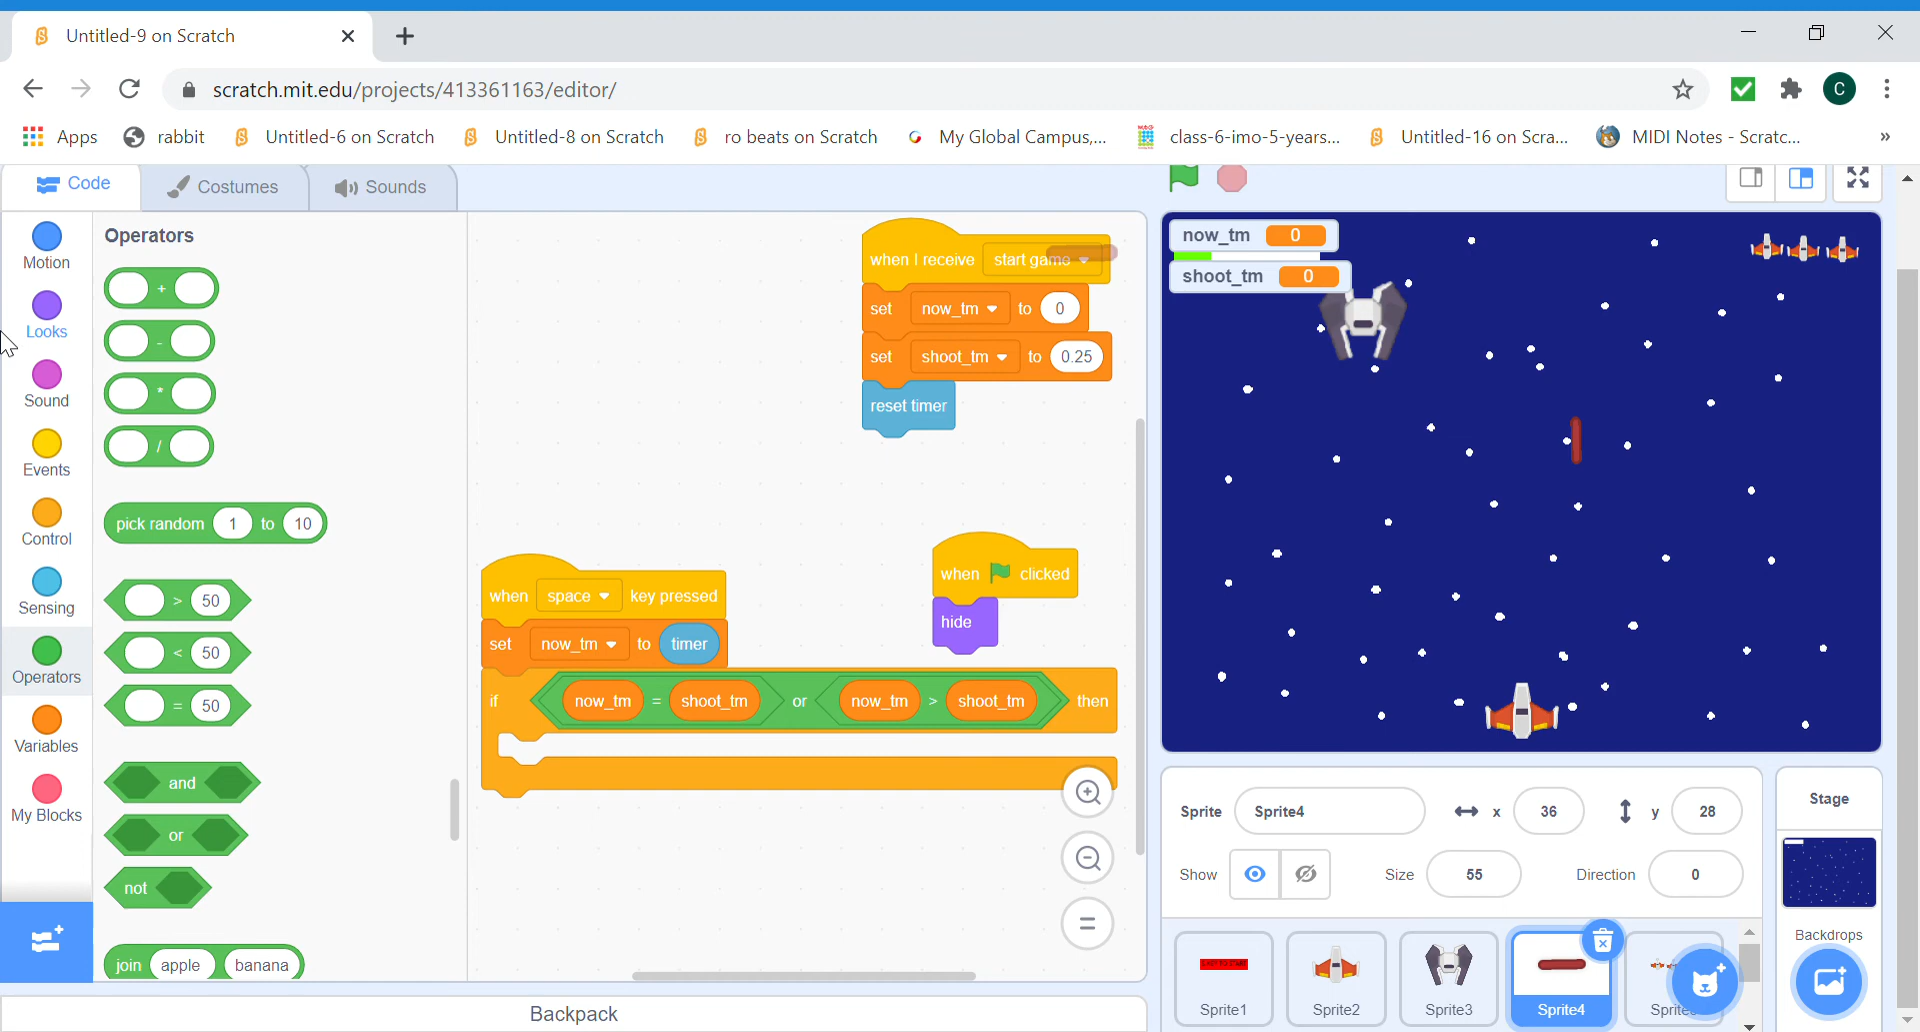 Untitled-9 on Scratch
scratch.mit.edu/projects/413361163/editor/
C
Apps rabbit Untitled-6 on Scratch Untitled-8 on Scratch ro beats on Scratch My Global Campus,... class-6-imo-5-years... Untitled-16 on Scra... MIDI Notes - Scratc... »
Code Costumes Sounds
Motion
Looks
Sound
Events
Control
Sensing
Operators
Variables
My Blocks
Operators
+
-
*
/
pick random 1 to 10
> 50
< 50
= 50
and
or
not
join apple banana
when I receive start game
set now_tm to 0
set shoot_tm to 0.25
reset timer
when clicked
hide
when space key pressed
set now_tm to timer
if now_tm = shoot_tm or now_tm > shoot_tm then
Backpack
now_tm 0
shoot_tm 0
Sprite Sprite4 x 36 y 28
Show Size 55 Direction 0
Sprite1 Sprite2 Sprite3 Sprite4
Stage
Backdrops